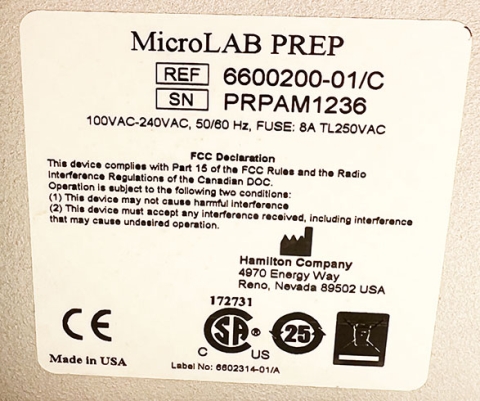 MicroLAB PREP
REF 6600200-01/C
SN PRPAM1236
100VAC-240VAC, 50/60 Hz, FUSE: 8A TL250VAC
FCC Declaration
This device complies with Part 15 of the FCC Rules and the Radio
Interference Regulations of the Canadian DOC.
Operation is subject to the following two conditions:
(1) This device may not cause harmful interference
(2) This device must accept any interference received, including interference
that may cause undesired operation.
Hamilton Company
4970 Energy Way
Reno, Nevada 89502 USA
172731
CE
CSA ®
25
C US
Made in USA
Label No: 6602314-01/A